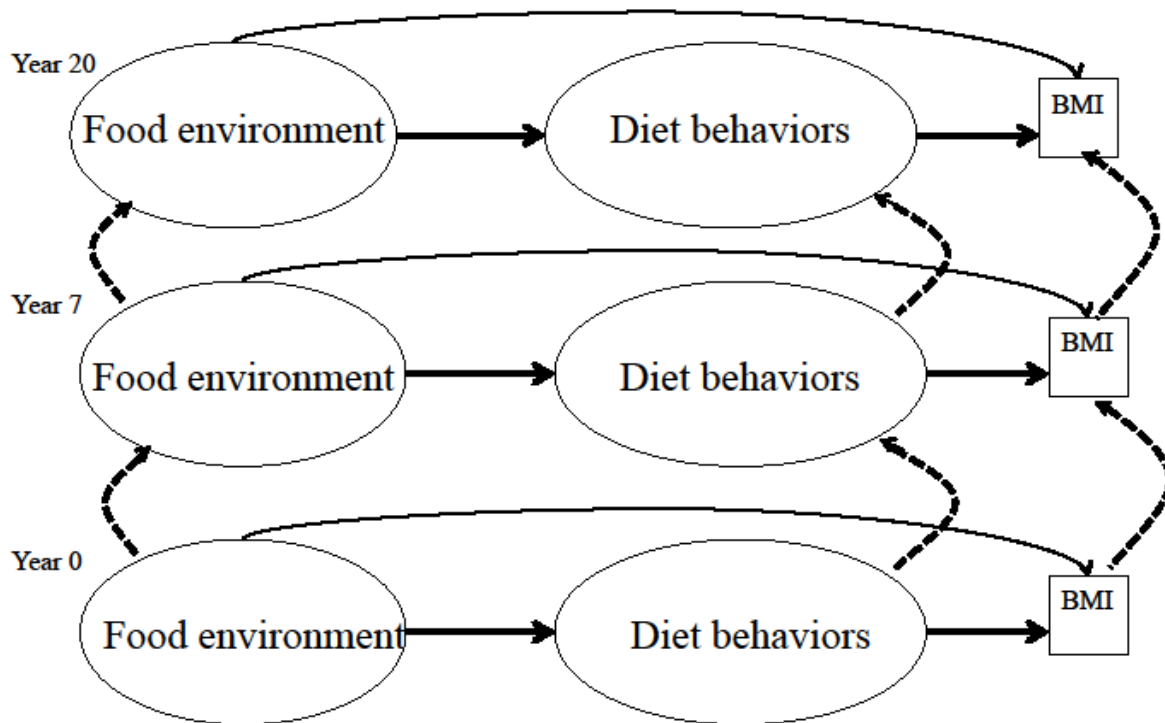 Year 20
Food environment
Diet behaviors
BMI
Year 7
Food environment
Diet behaviors
BMI
Year 0
Food environment
Diet behaviors
BMI